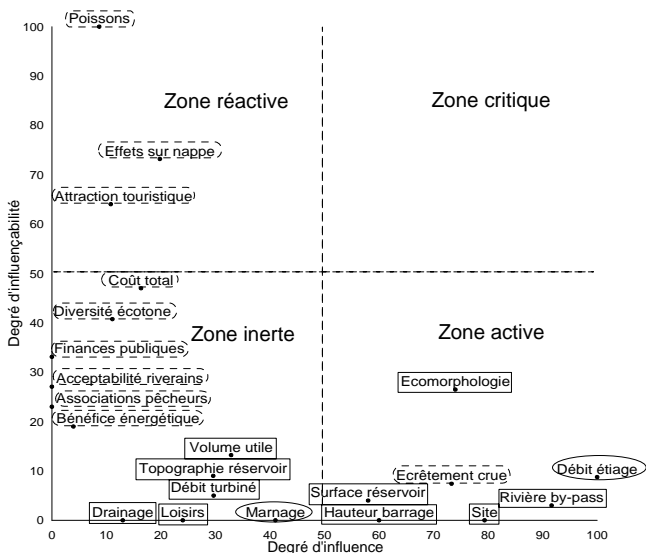 Poissons
100
90
Zone réactive
Zone critique
80
Effets sur nappe
70
Attraction touristique
60
50
Coût total
Diversité écotone
40
Zone inerte
Zone active
Finances publiques
30
Acceptabilité riverains
Ecomorphologie
Associations pêcheurs
20
Bénéfice énergétique
Volume utile
10
Topographie réservoir
Ecrêtement crue
Débit étiage
Débit turbiné
Surface réservoir
Rivière by-pass
0
Drainage
Loisirs
Marnage
Hauteur barrage
Site
0 10 20 30 40 50 60 70 80 90 100
Degré d'influence
Degré d'influençabilité